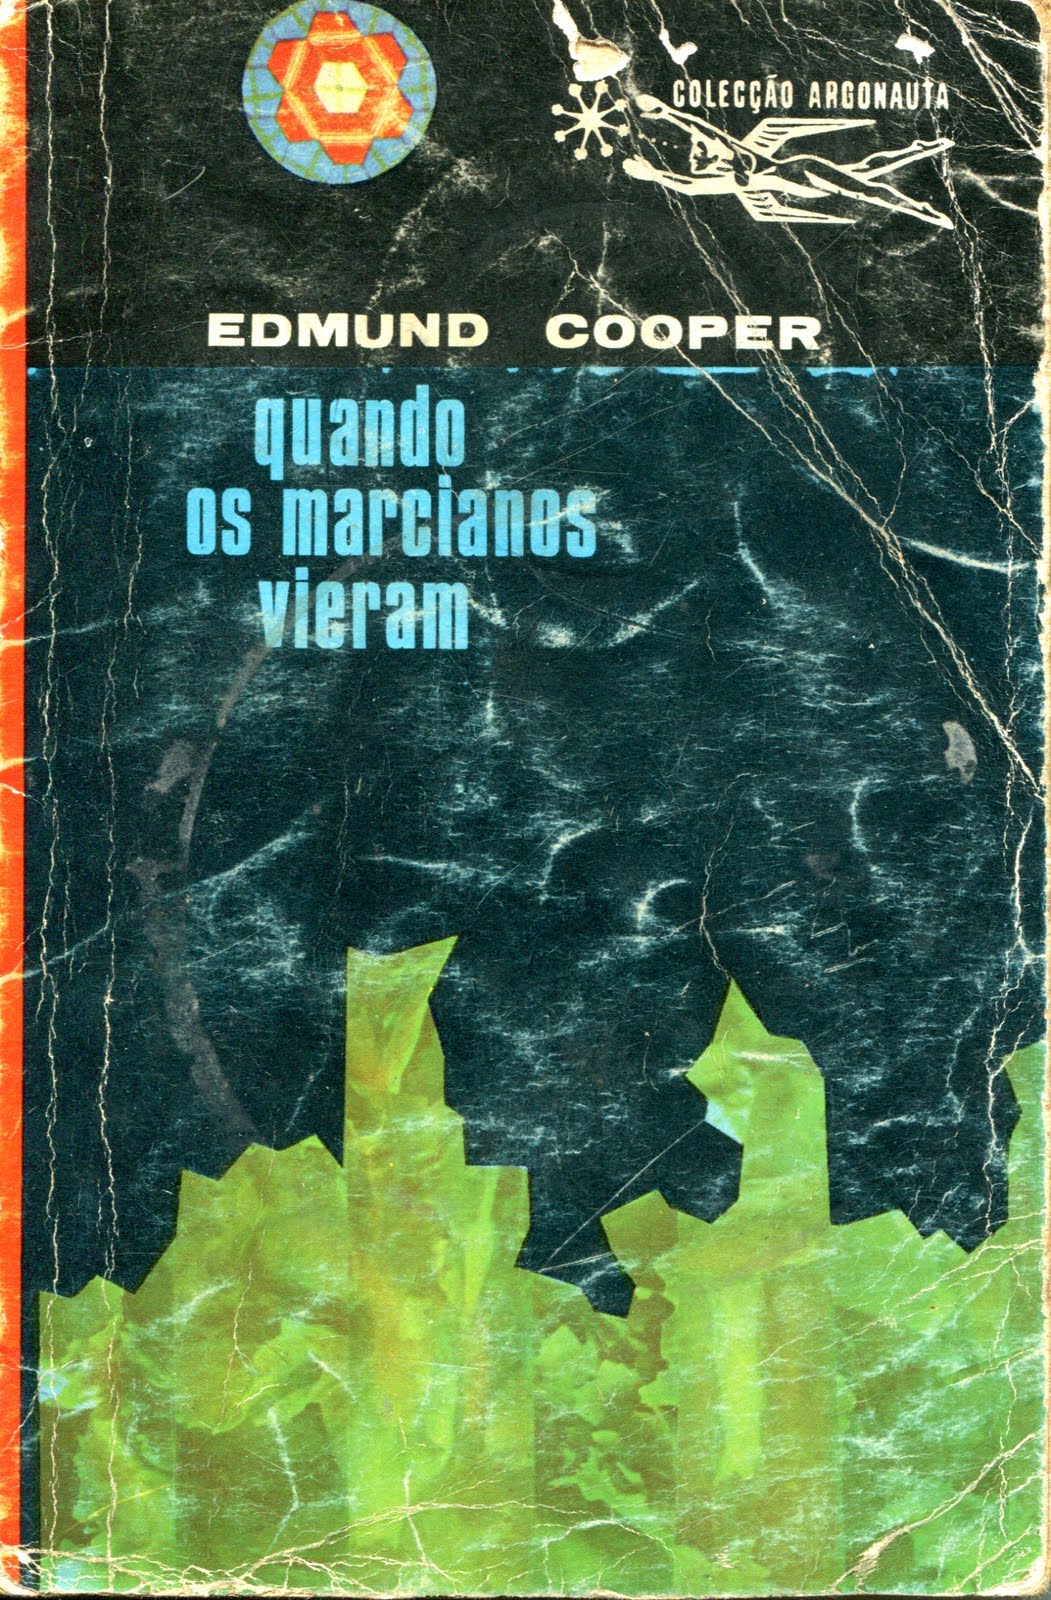 COLECÇÃO ARGONAUTA
EDMUND COOPER
quando
os marcianos
vieram